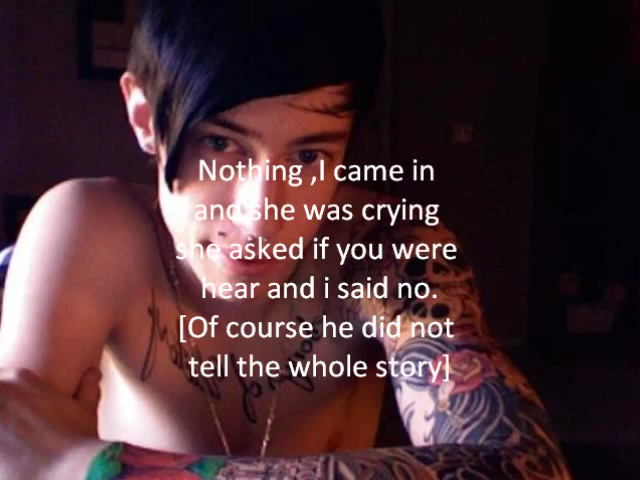 Nothing ,I came in
and she was crying
she asked if you were
hear and i said no.
[Of course he did not
tell the whole story]